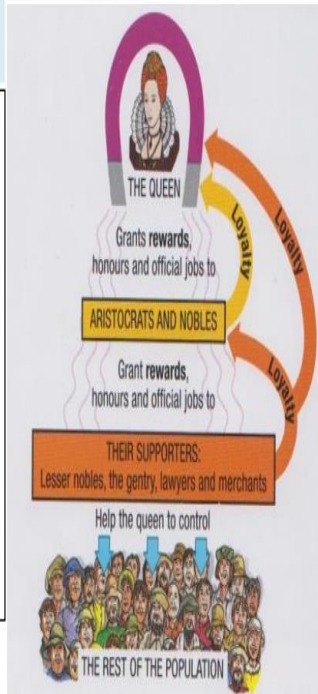 THE QUEEN
Grants rewards,
honours and official jobs to
Loyalty
Loyalty
ARISTOCRATS AND NOBLES
Grant rewards,
honours and official jobs to
Loyalty
THEIR SUPPORTERS:
Lesser nobles, the gentry, lawyers and merchants
Help the queen to control
THE REST OF THE POPULATION